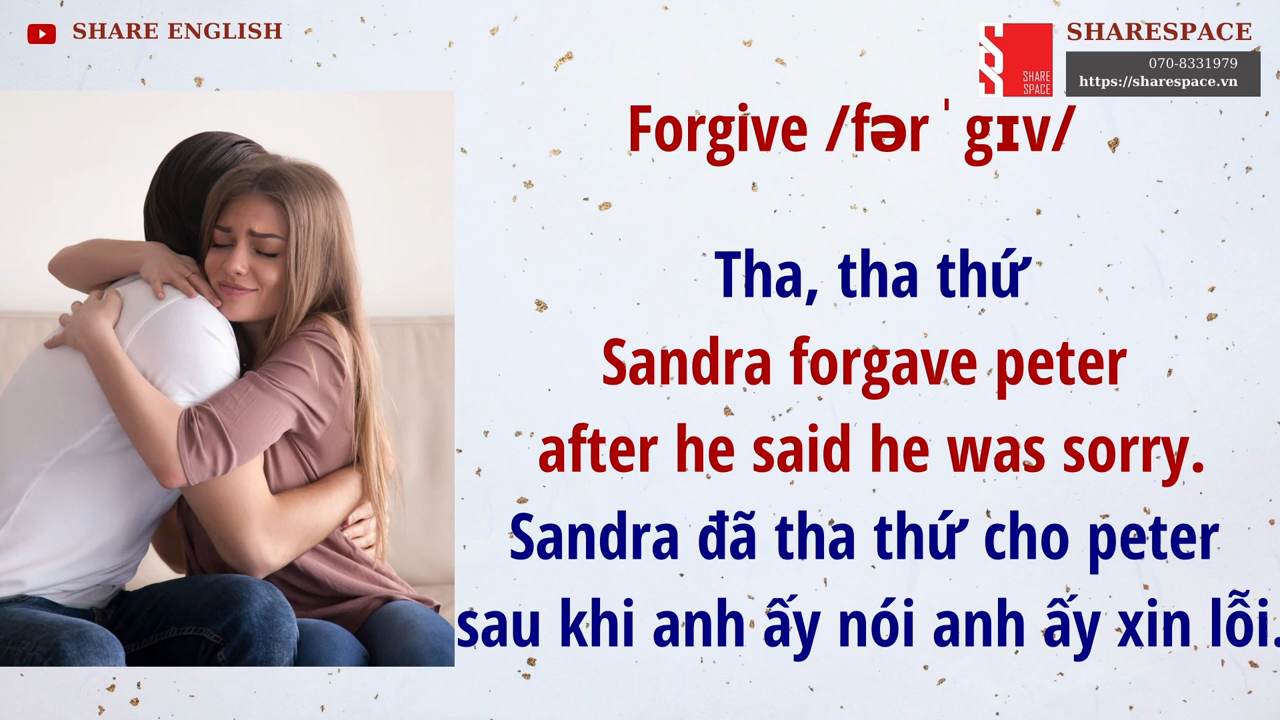 SHARE ENGLISH
SHARE
SPACE
SHARESPACE
070-8331979
https://sharespace.vn
Forgive /fərˈgɪv/
Tha, tha thứ
Sandra forgave peter
after he said he was sorry.
Sandra đã tha thứ cho peter
sau khi anh ấy nói anh ấy xin lỗi.